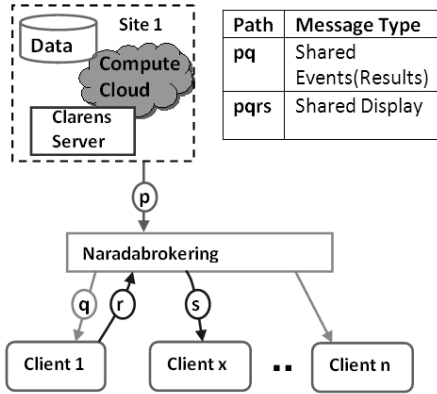 Site 1
Data
Compute
Cloud
Clarens
Server
Path Message Type
pq Shared
Events(Results)
pqrs Shared Display
p
Naradabrokering
q r s
Client 1 Client x .. Client n